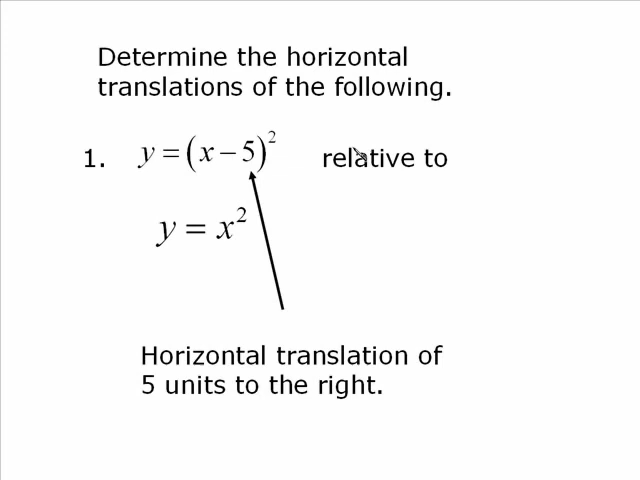 Determine the horizontal
translations of the following.
1. y = (x − 5)² relative to
y = x²
Horizontal translation of
5 units to the right.